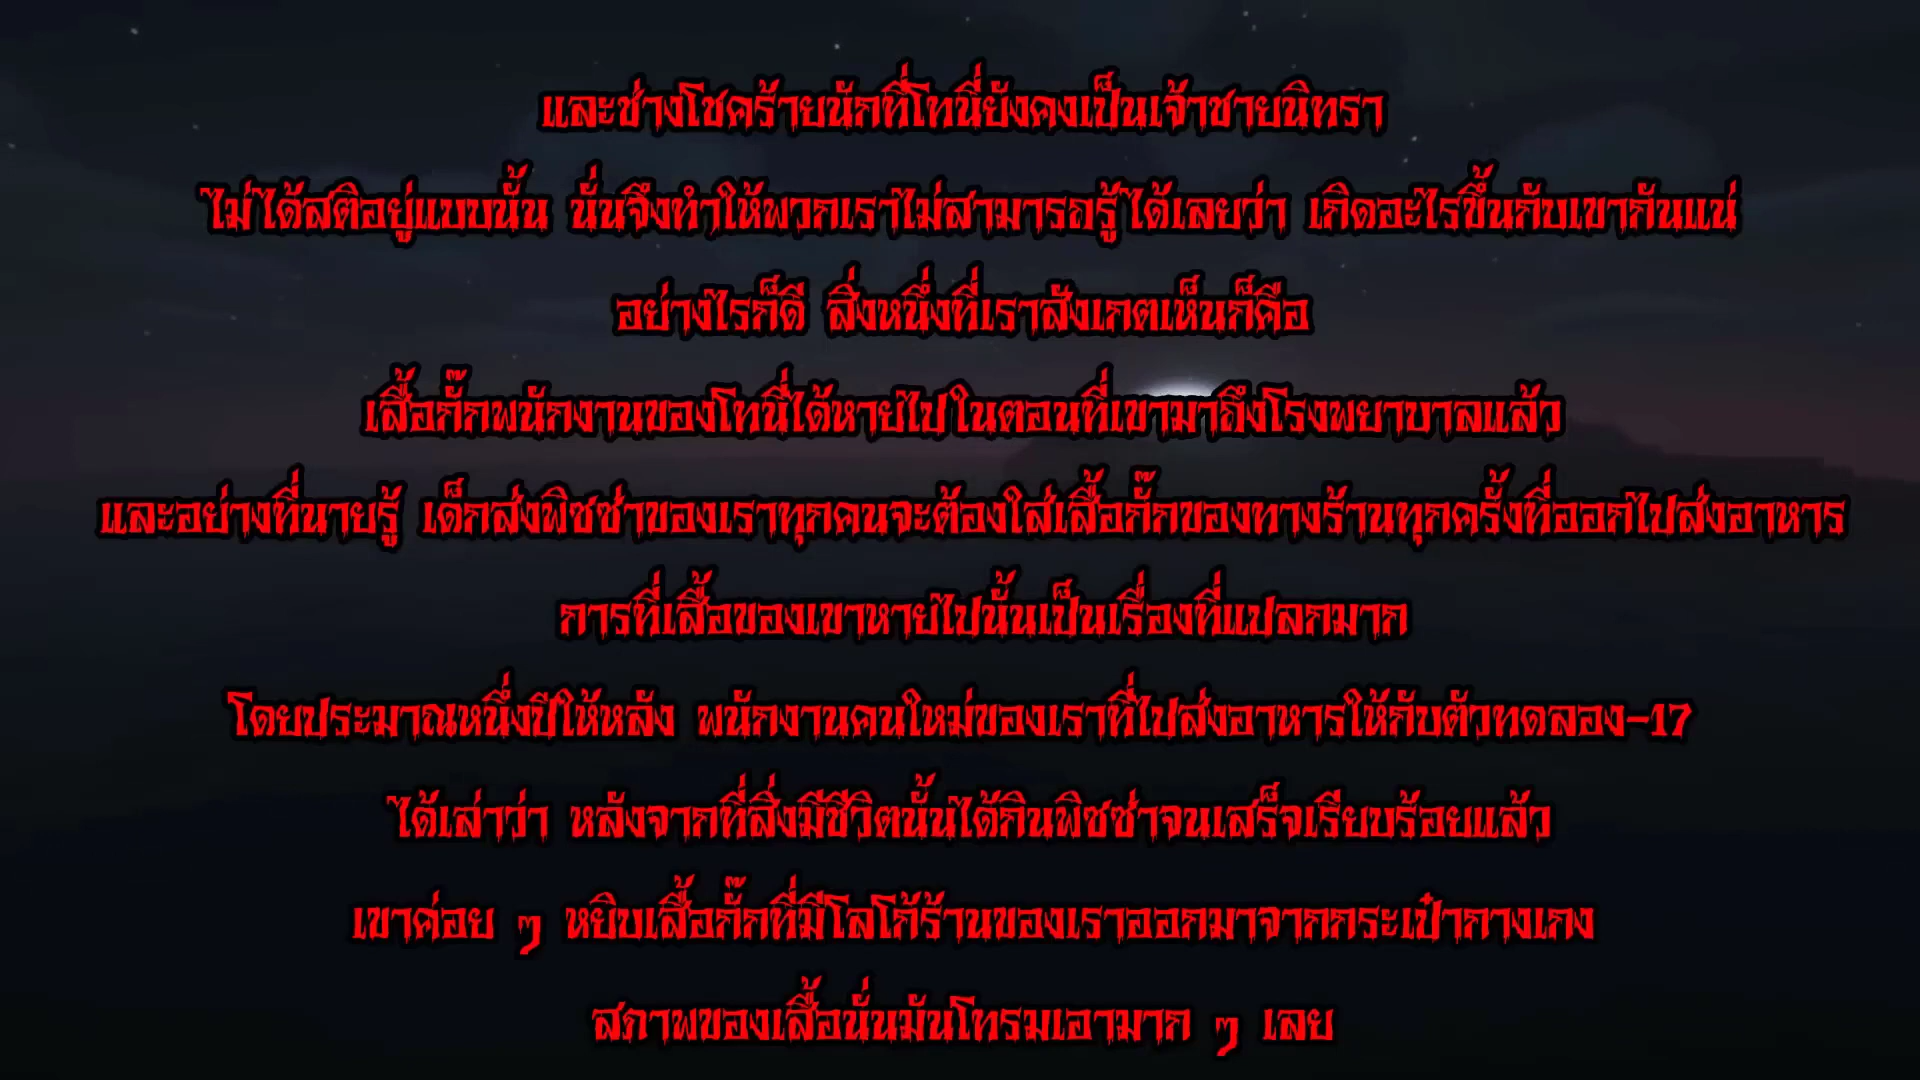 และช่างโชคร้ายนักที่โทนี่ยังคงเป็นเจ้าชายนิทรา
ไม่ได้สติอยู่แบบนั้น นั่นจึงทำให้พวกเราไม่สามารถรู้ได้เลยว่า เกิดอะไรขึ้นกับเขากันแน่
อย่างไรก็ดี สิ่งหนึ่งที่เราสังเกตเห็นก็คือ
เสื้อกั๊กพนักงานของโทนี่ได้หายไปในตอนที่เขามาถึงโรงพยาบาลแล้ว
และอย่างที่นายรู้ เด็กส่งพิซซ่าของเราทุกคนจะต้องใส่เสื้อกั๊กของทางร้านทุกครั้งที่ออกไปส่งอาหาร
การที่เสื้อของเขาหายไปนั้นเป็นเรื่องที่แปลกมาก
โดยประมาณหนึ่งปีให้หลัง พนักงานคนใหม่ของเราที่ไปส่งอาหารให้กับตัวทดลอง-17
ได้เล่าว่า หลังจากที่สิ่งมีชีวิตนั้นได้กินพิซซ่าจนเสร็จเรียบร้อยแล้ว
เขาค่อย ๆ หยิบเสื้อกั๊กที่มีโลโก้ร้านของเราออกมาจากกระเป๋ากางเกง
สภาพของเสื้อนั่นมันโทรมเอามาก ๆ เลย